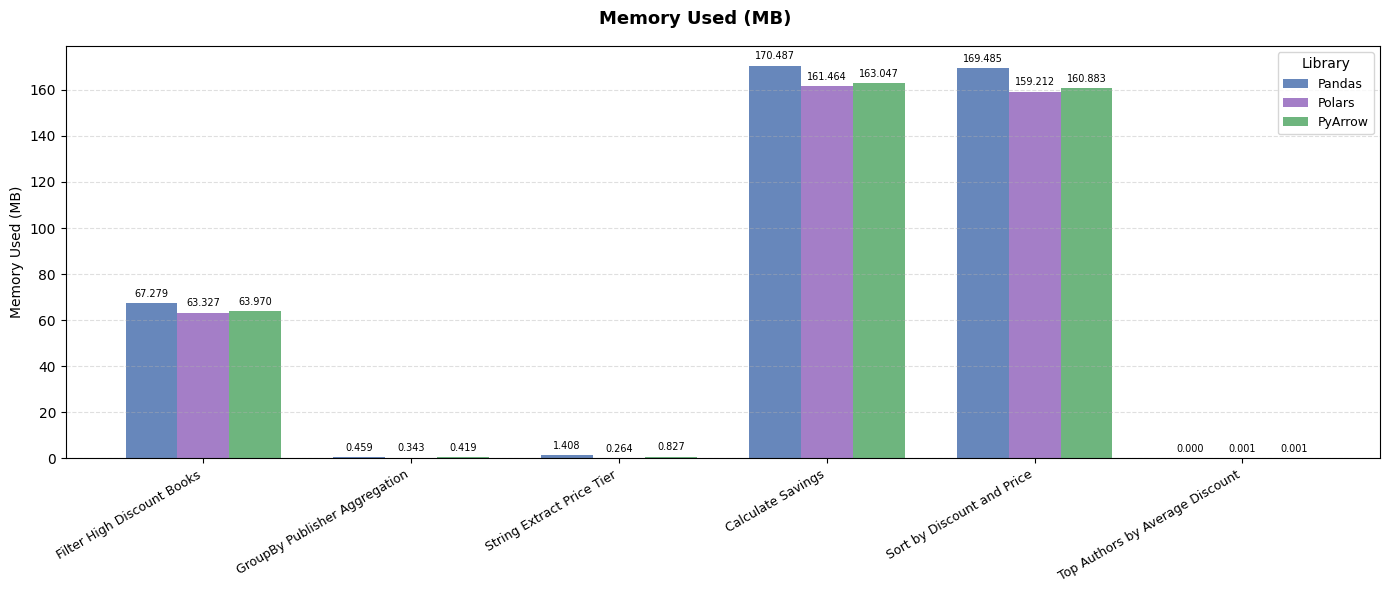 Memory Used (MB)
Memory Used (MB)
160
140
120
100
80
60
40
20
0
67.279
63.327
63.970
0.459
0.343
0.419
1.408
0.264
0.827
170.487
161.464
163.047
169.485
159.212
160.883
0.000
0.001
0.001
Library
Pandas
Polars
PyArrow
Filter High Discount Books
GroupBy Publisher Aggregation
String Extract Price Tier
Calculate Savings
Sort by Discount and Price
Top Authors by Average Discount